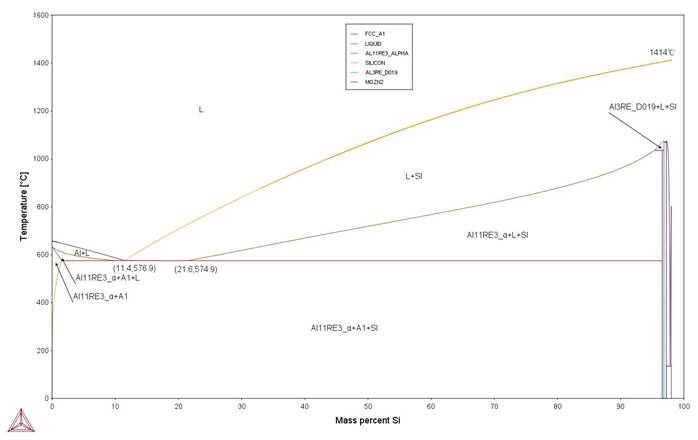 1600
1400
1200
1000
800
600
400
200
0
Temperature [°C]
FCC_A1
LIQUID
AL11RE3_ALPHA
SILICON
AL3RE_D019
MGZN2
1414℃
L
Al3RE_D019+L+SI
L+SI
Al11RE3_α+L+SI
Al+L
(11.4,576.9)
(21.6,574.9)
Al11RE3_α+A1+L
Al11RE3_α+A1
Al11RE3_α+A1+SI
0 10 20 30 40 50 60 70 80 90 100
Mass percent Si